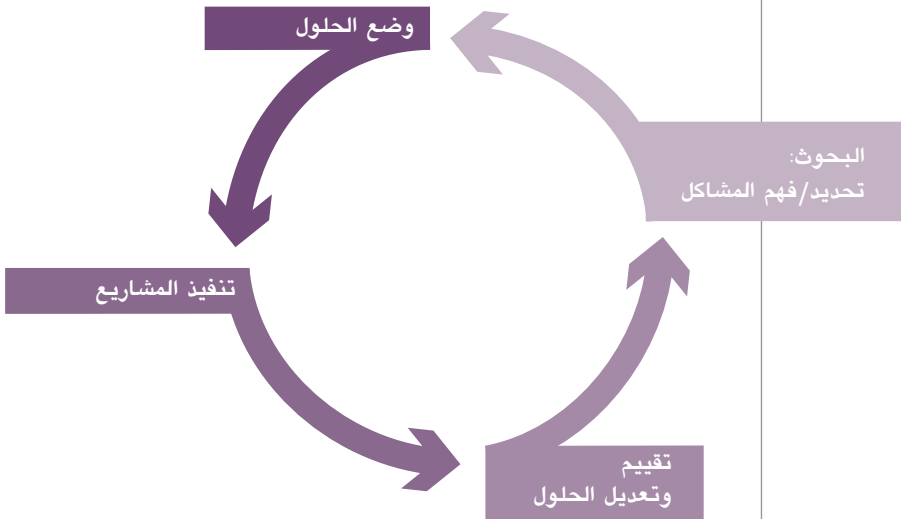 وضع الحلول
البحوث:
تحديد/فهم المشاكل
تنفيذ المشاريع
تقييم
وتعديل الحلول